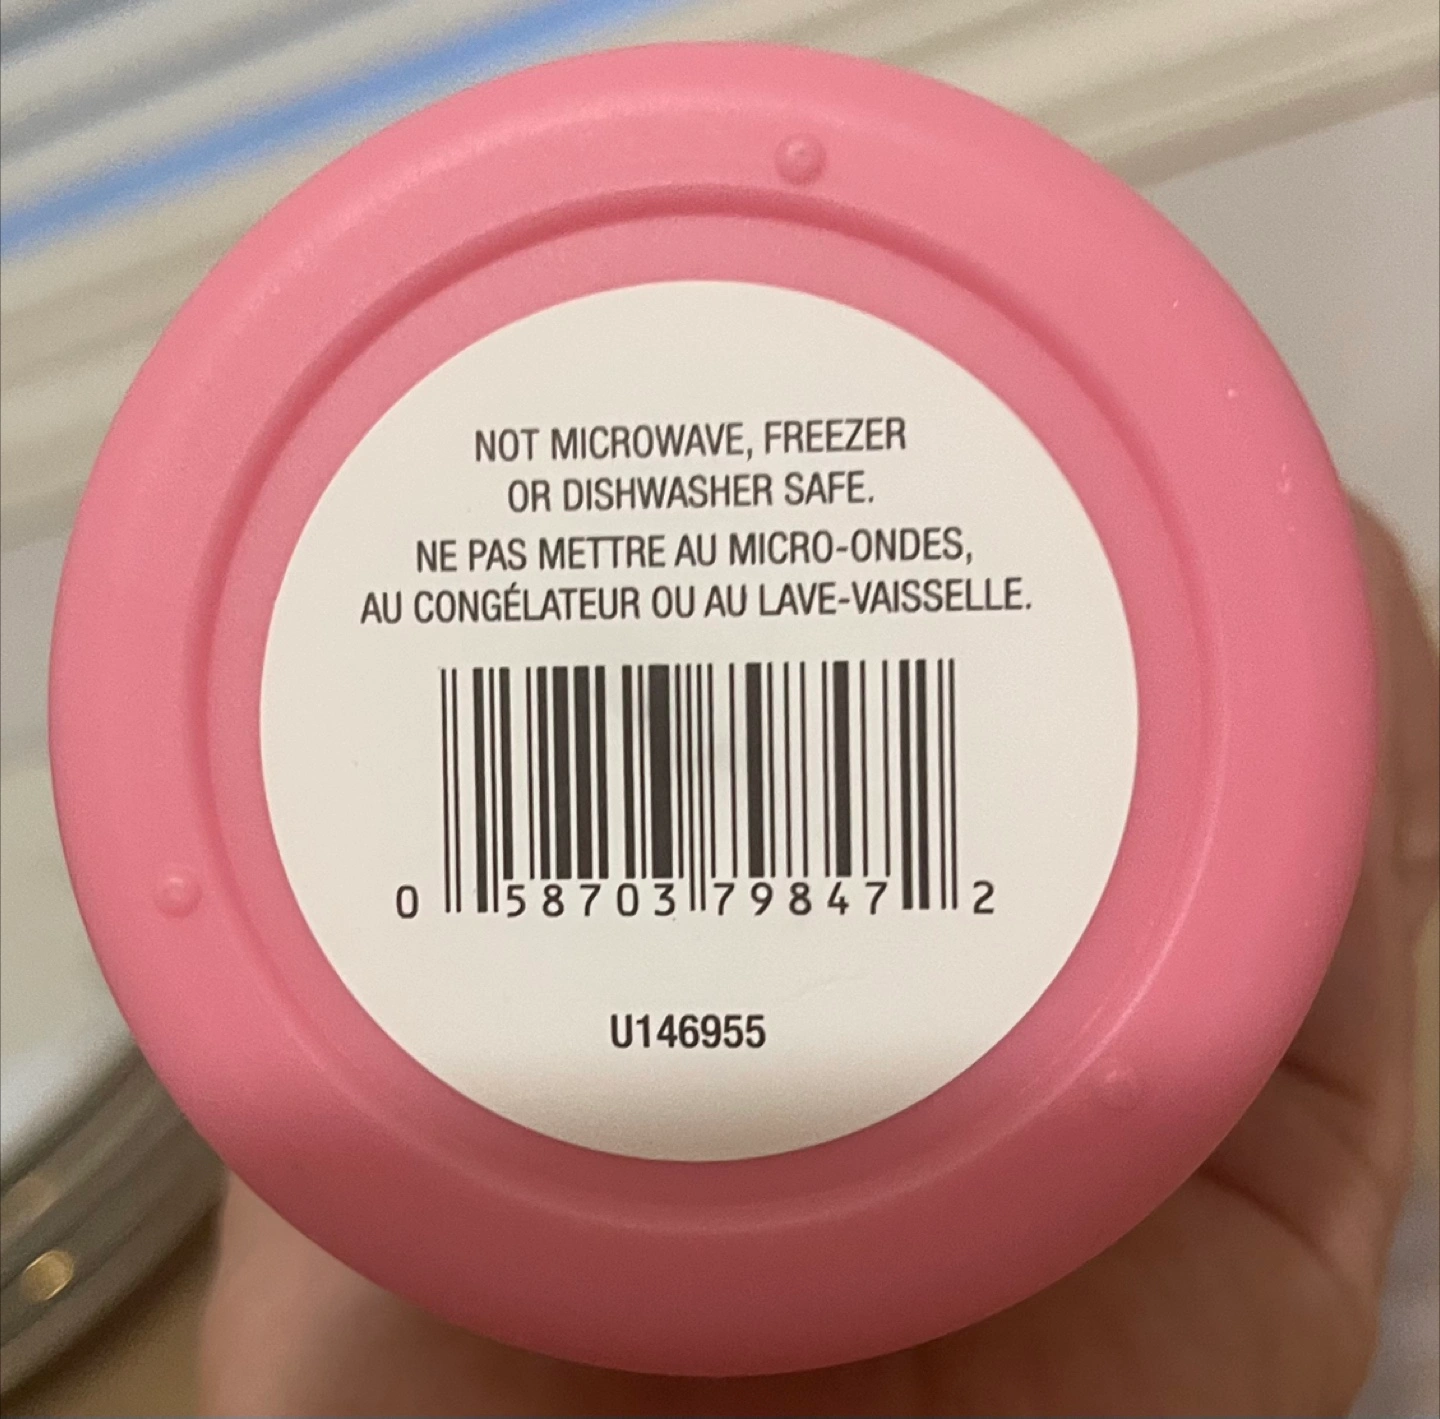 NOT MICROWAVE, FREEZER
OR DISHWASHER SAFE.
NE PAS METTRE AU MICRO-ONDES,
AU CONGÉLATEUR OU AU LAVE-VAISSELLE.
0 58703 79847 2
U146955